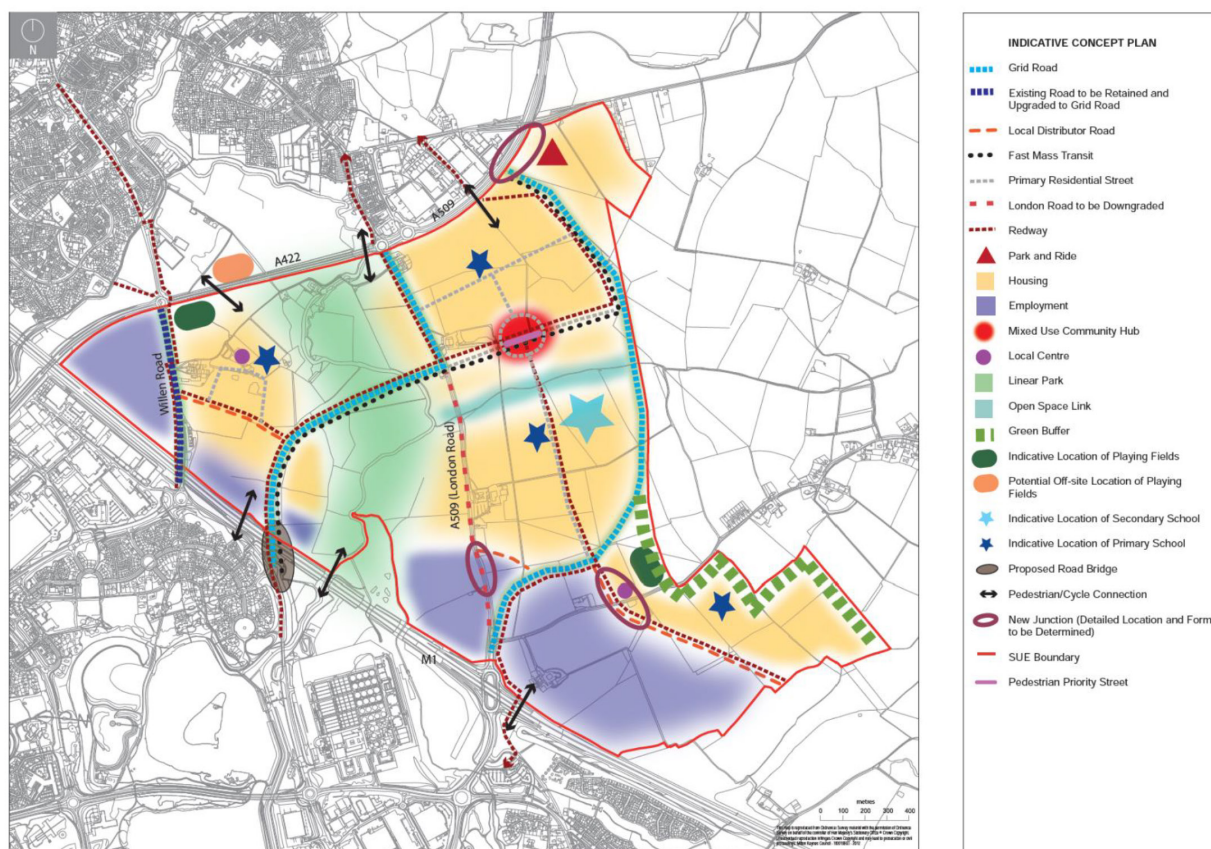 N
A509
A422
Willen Road
A509 (London Road)
M1
metres
0 100 200 300 400
INDICATIVE CONCEPT PLAN
Grid Road
Existing Road to be Retained and
Upgraded to Grid Road
Local Distributor Road
Fast Mass Transit
Primary Residential Street
London Road to be Downgraded
Redway
Park and Ride
Housing
Employment
Mixed Use Community Hub
Local Centre
Linear Park
Open Space Link
Green Buffer
Indicative Location of Playing Fields
Potential Off-site Location of Playing
Fields
Indicative Location of Secondary School
Indicative Location of Primary School
Proposed Road Bridge
Pedestrian/Cycle Connection
New Junction (Detailed Location and Form
to be Determined)
SUE Boundary
Pedestrian Priority Street